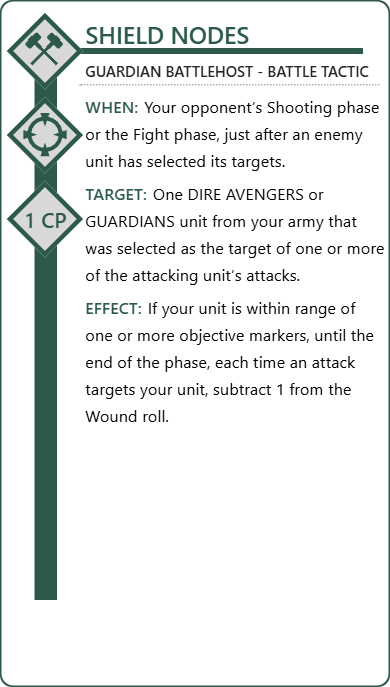 SHIELD NODES
GUARDIAN BATTLEHOST - BATTLE TACTIC
WHEN: Your opponent’s Shooting phase
or the Fight phase, just after an enemy
unit has selected its targets.
TARGET: One DIRE AVENGERS or
GUARDIANS unit from your army that
was selected as the target of one or more
of the attacking unit’s attacks.
1 CP
EFFECT: If your unit is within range of
one or more objective markers, until the
end of the phase, each time an attack
targets your unit, subtract 1 from the
Wound roll.